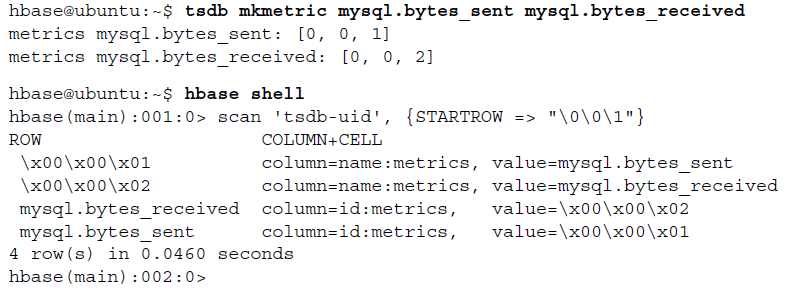 hbase@ubuntu:~$ tsdb mkmetric mysql.bytes_sent mysql.bytes_received
metrics mysql.bytes_sent: [0, 0, 1]
metrics mysql.bytes_received: [0, 0, 2]
hbase@ubuntu:~$ hbase shell
hbase(main):001:0> scan 'tsdb-uid', {STARTROW => "\0\0\1"}
ROW COLUMN+CELL
\x00\x00\x01 column=name:metrics, value=mysql.bytes_sent
\x00\x00\x02 column=name:metrics, value=mysql.bytes_received
mysql.bytes_received column=id:metrics, value=\x00\x00\x02
mysql.bytes_sent column=id:metrics, value=\x00\x00\x01
4 row(s) in 0.0460 seconds
hbase(main):002:0>